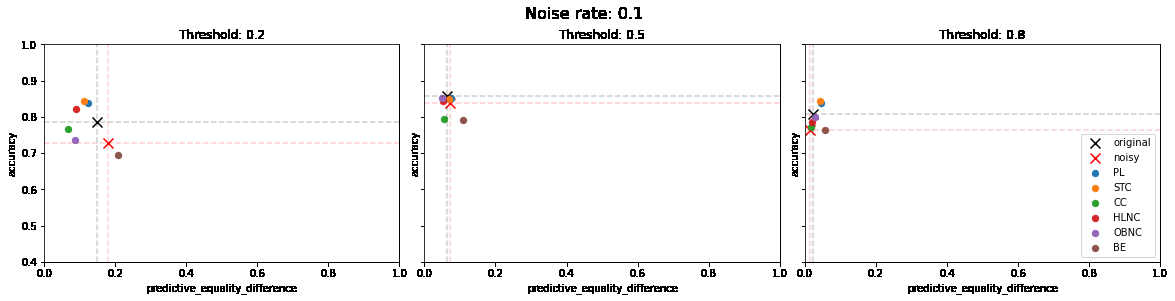 Noise rate: 0.1
Threshold: 0.2
Threshold: 0.5
Threshold: 0.8
1.0
0.9
0.8
0.7
0.6
0.5
0.4
accuracy
accuracy
accuracy
0.0 0.2 0.4 0.6 0.8 1.0
0.0 0.2 0.4 0.6 0.8 1.0
0.0 0.2 0.4 0.6 0.8 1.0
predictive_equality_difference
predictive_equality_difference
predictive_equality_difference
original
noisy
PL
STC
CC
HLNC
OBNC
BE